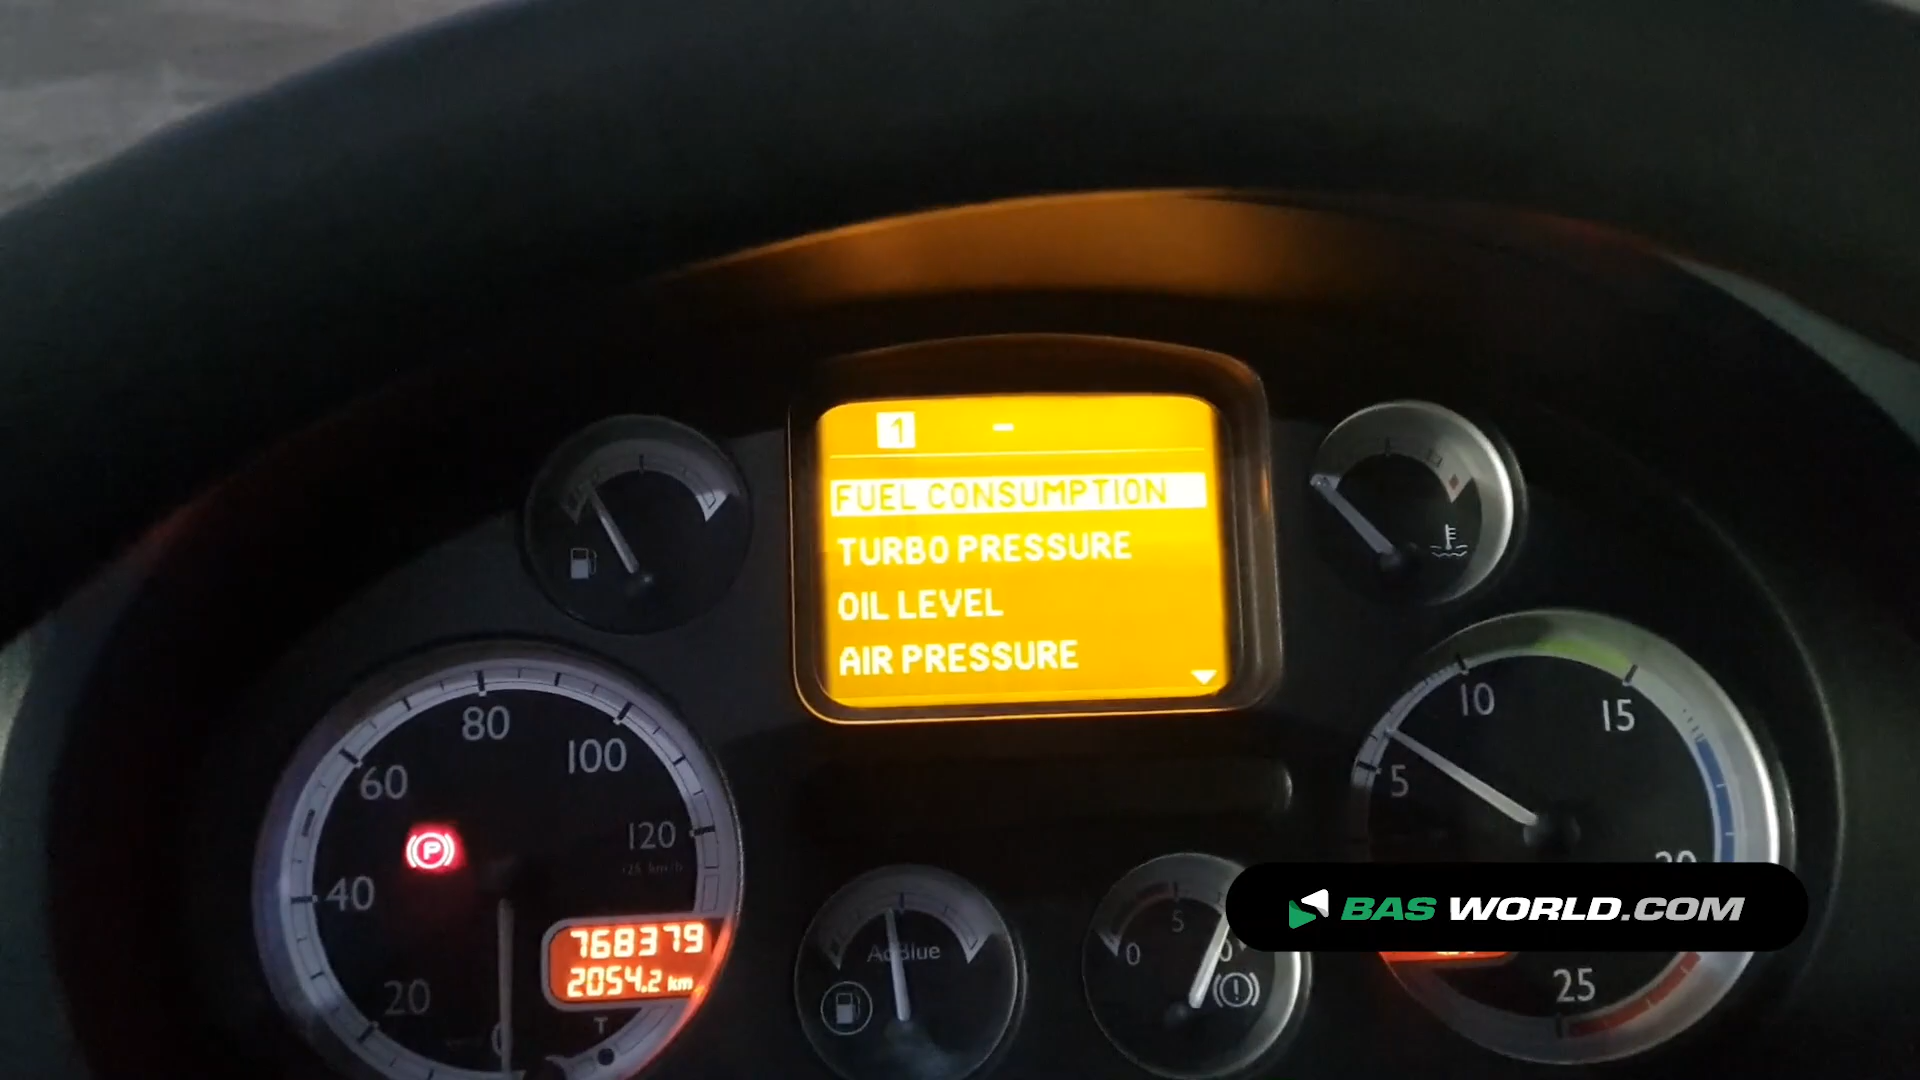 1 -
FUEL CONSUMPTION
TURBO PRESSURE
OIL LEVEL
AIR PRESSURE
20
40
60
80
100
120
768379
2054.2 km
T
AdBlue
0
5
5
10
15
25
BAS WORLD.COM